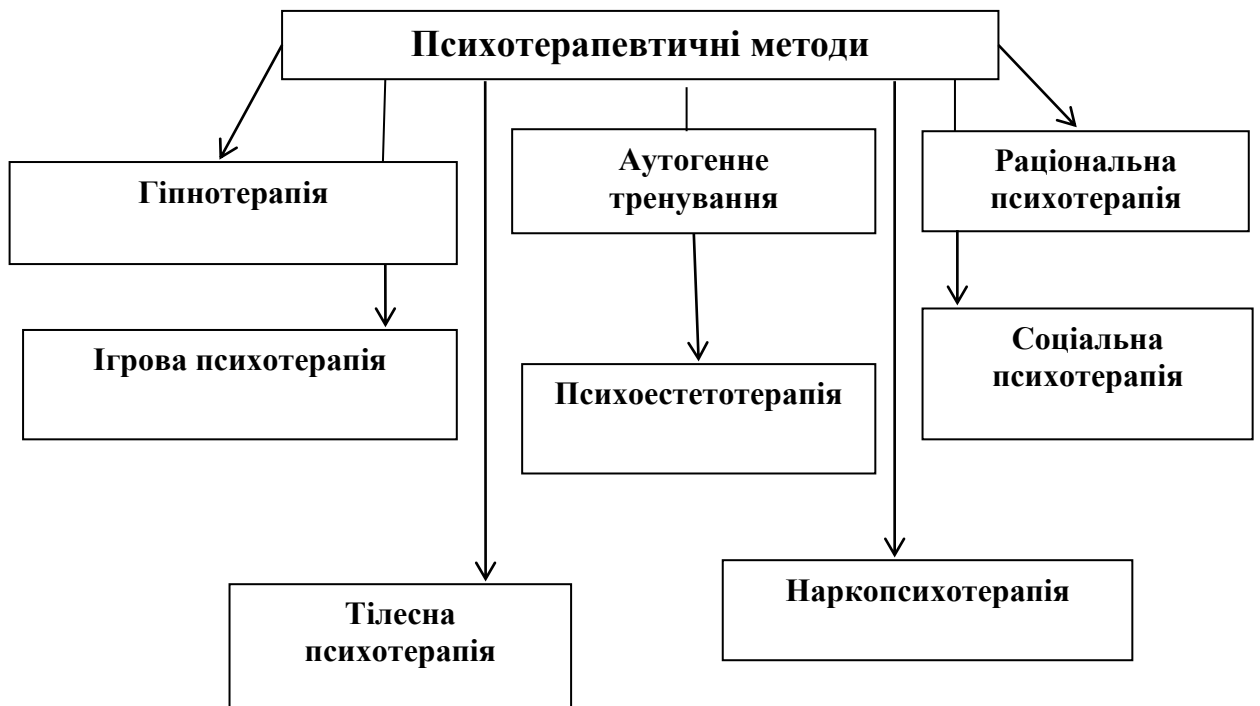 Психотерапевтичні методи
Гіпнотерапія
Аутогенне
тренування
Раціональна
психотерапія
Ігрова психотерапія
Психоестетотерапія
Соціальна
психотерапія
Тілесна
психотерапія
Наркопсихотерапія